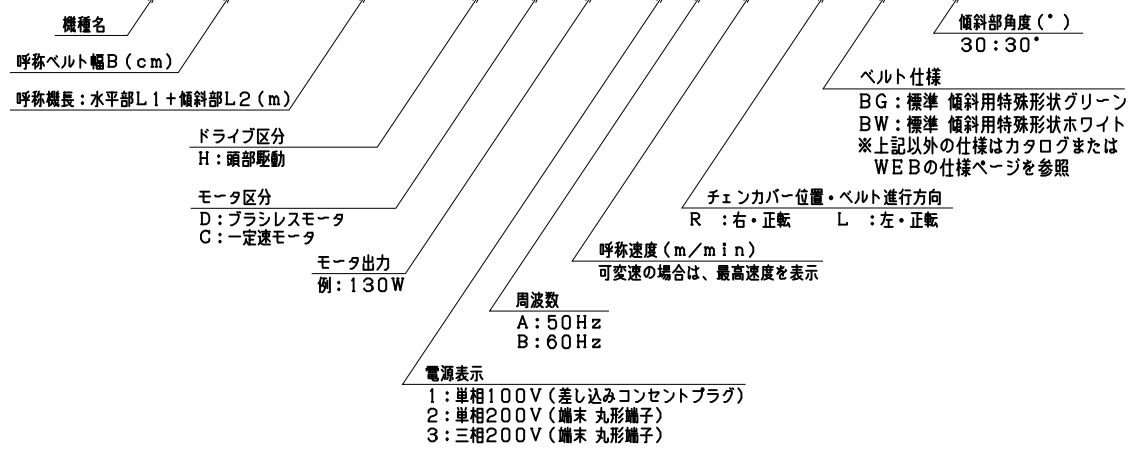 機種名
呼称ベルト幅B(cm)
呼称機長:水平部L1+傾斜部L2(m)
ドライブ区分
H:頭部駆動
モータ区分
D:ブラシレスモータ
C:一定速モータ
モータ出力
例:130W
電源表示
1:単相100V(差し込みコンセントプラグ)
2:単相200V(端末 丸形端子)
3:三相200V(端末 丸形端子)
周波数
A:50Hz
B:60Hz
呼称速度(m/min)
可変速の場合は、最高速度を表示
チェンカバー位置・ベルト進行方向
R :右・正転 L :左・正転
ベルト仕様
BG:標準 傾斜用特殊形状グリーン
BW:標準 傾斜用特殊形状ホワイト
※上記以外の仕様はカタログまたは
WEBの仕様ページを参照
傾斜部角度(°)
30:30°